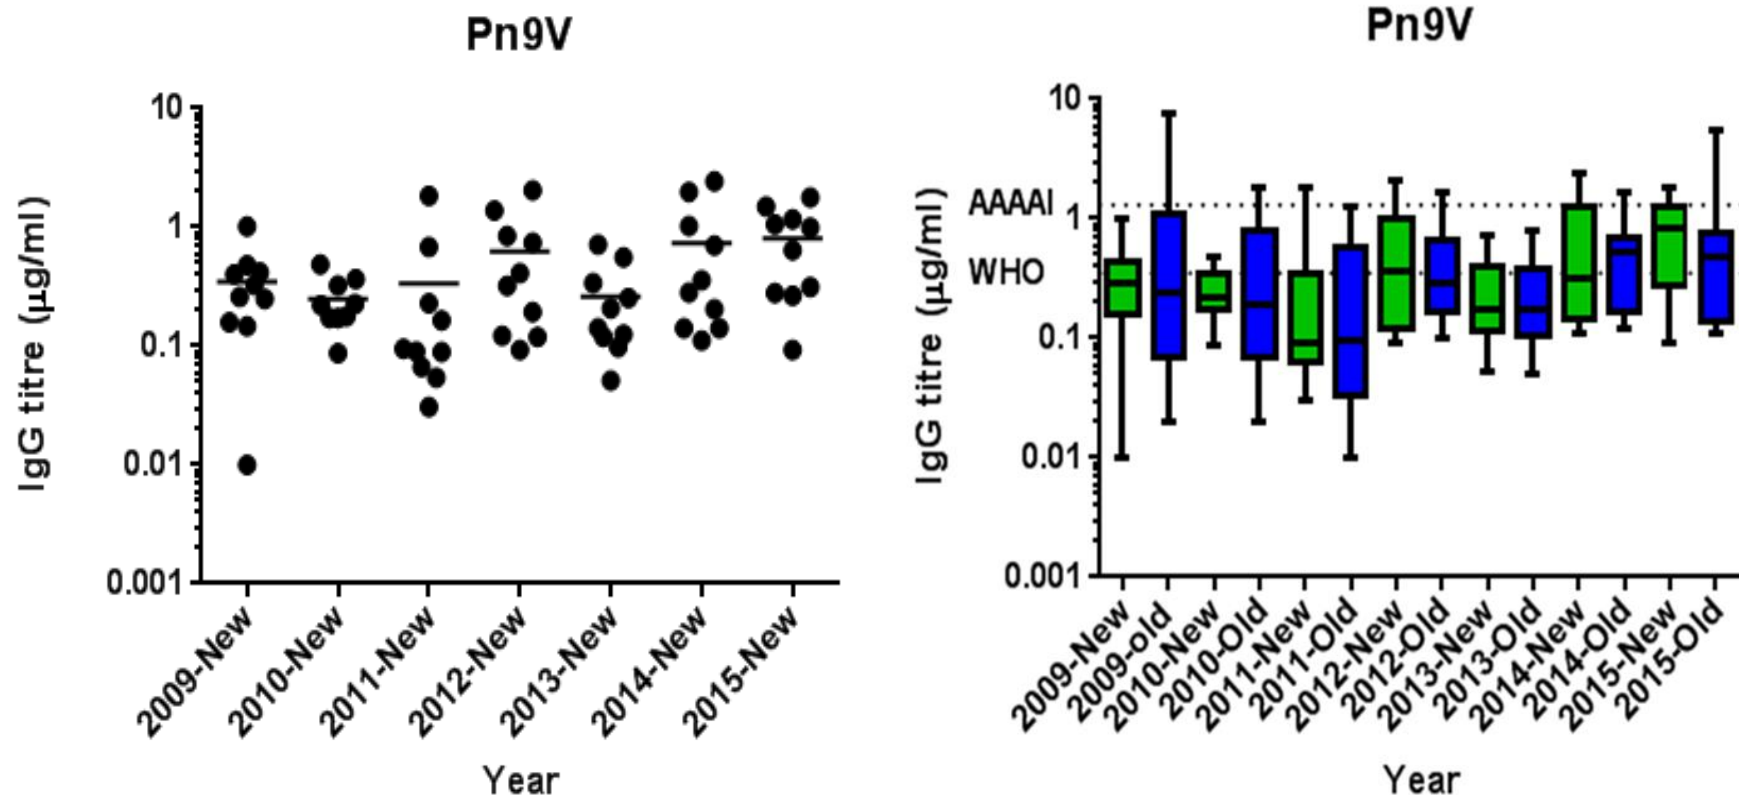 Pn9V
10
1
0.1
0.01
0.001
IgG titre (µg/ml)
2009-New
2010-New
2011-New
2012-New
2013-New
2014-New
2015-New
Year
Pn9V
10
AAAAI
1
WHO
0.1
0.01
0.001
IgG titre (µg/ml)
2009-New
2009-old
2010-New
2010-Old
2011-New
2011-Old
2012-New
2012-Old
2013-New
2013-Old
2014-New
2014-Old
2015-New
2015-Old
Year